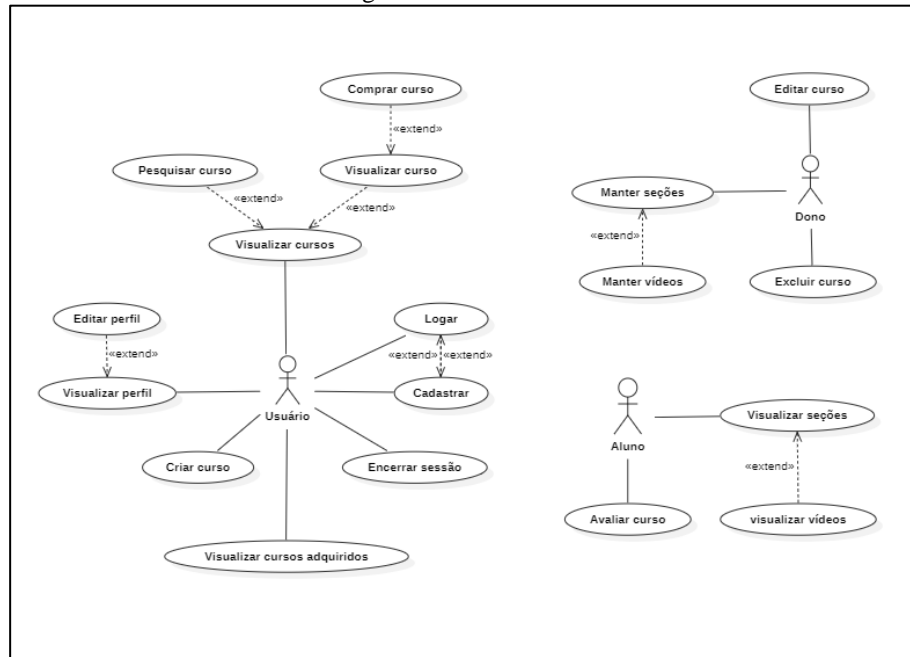 Comprar curso
Editar curso
«extend»
Pesquisar curso
Visualizar curso
«extend»
«extend»
Manter seções
Dono
«extend»
Visualizar cursos
Manter vídeos
Excluir curso
Editar perfil
Logar
«extend»
«extend»
«extend»
Visualizar perfil
Cadastrar
Usuário
Visualizar seções
Aluno
Criar curso
Encerrar sessão
«extend»
Avaliar curso
visualizar vídeos
Visualizar cursos adquiridos